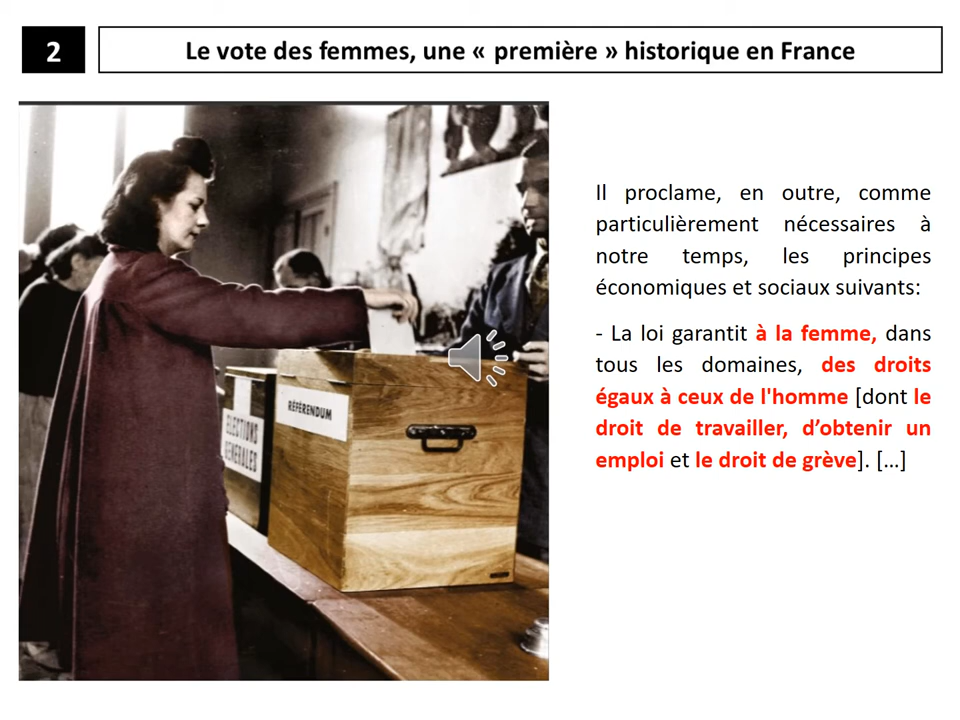 2
Le vote des femmes, une « première » historique en France
Il proclame, en outre, comme
particulièrement nécessaires à
notre temps, les principes
économiques et sociaux suivants:
- La loi garantit à la femme, dans
tous les domaines, des droits
égaux à ceux de l'homme [dont le
droit de travailler, d’obtenir un
emploi et le droit de grève]. […]
RÉFÉRENDUM
ELECTIONS
GENERALES